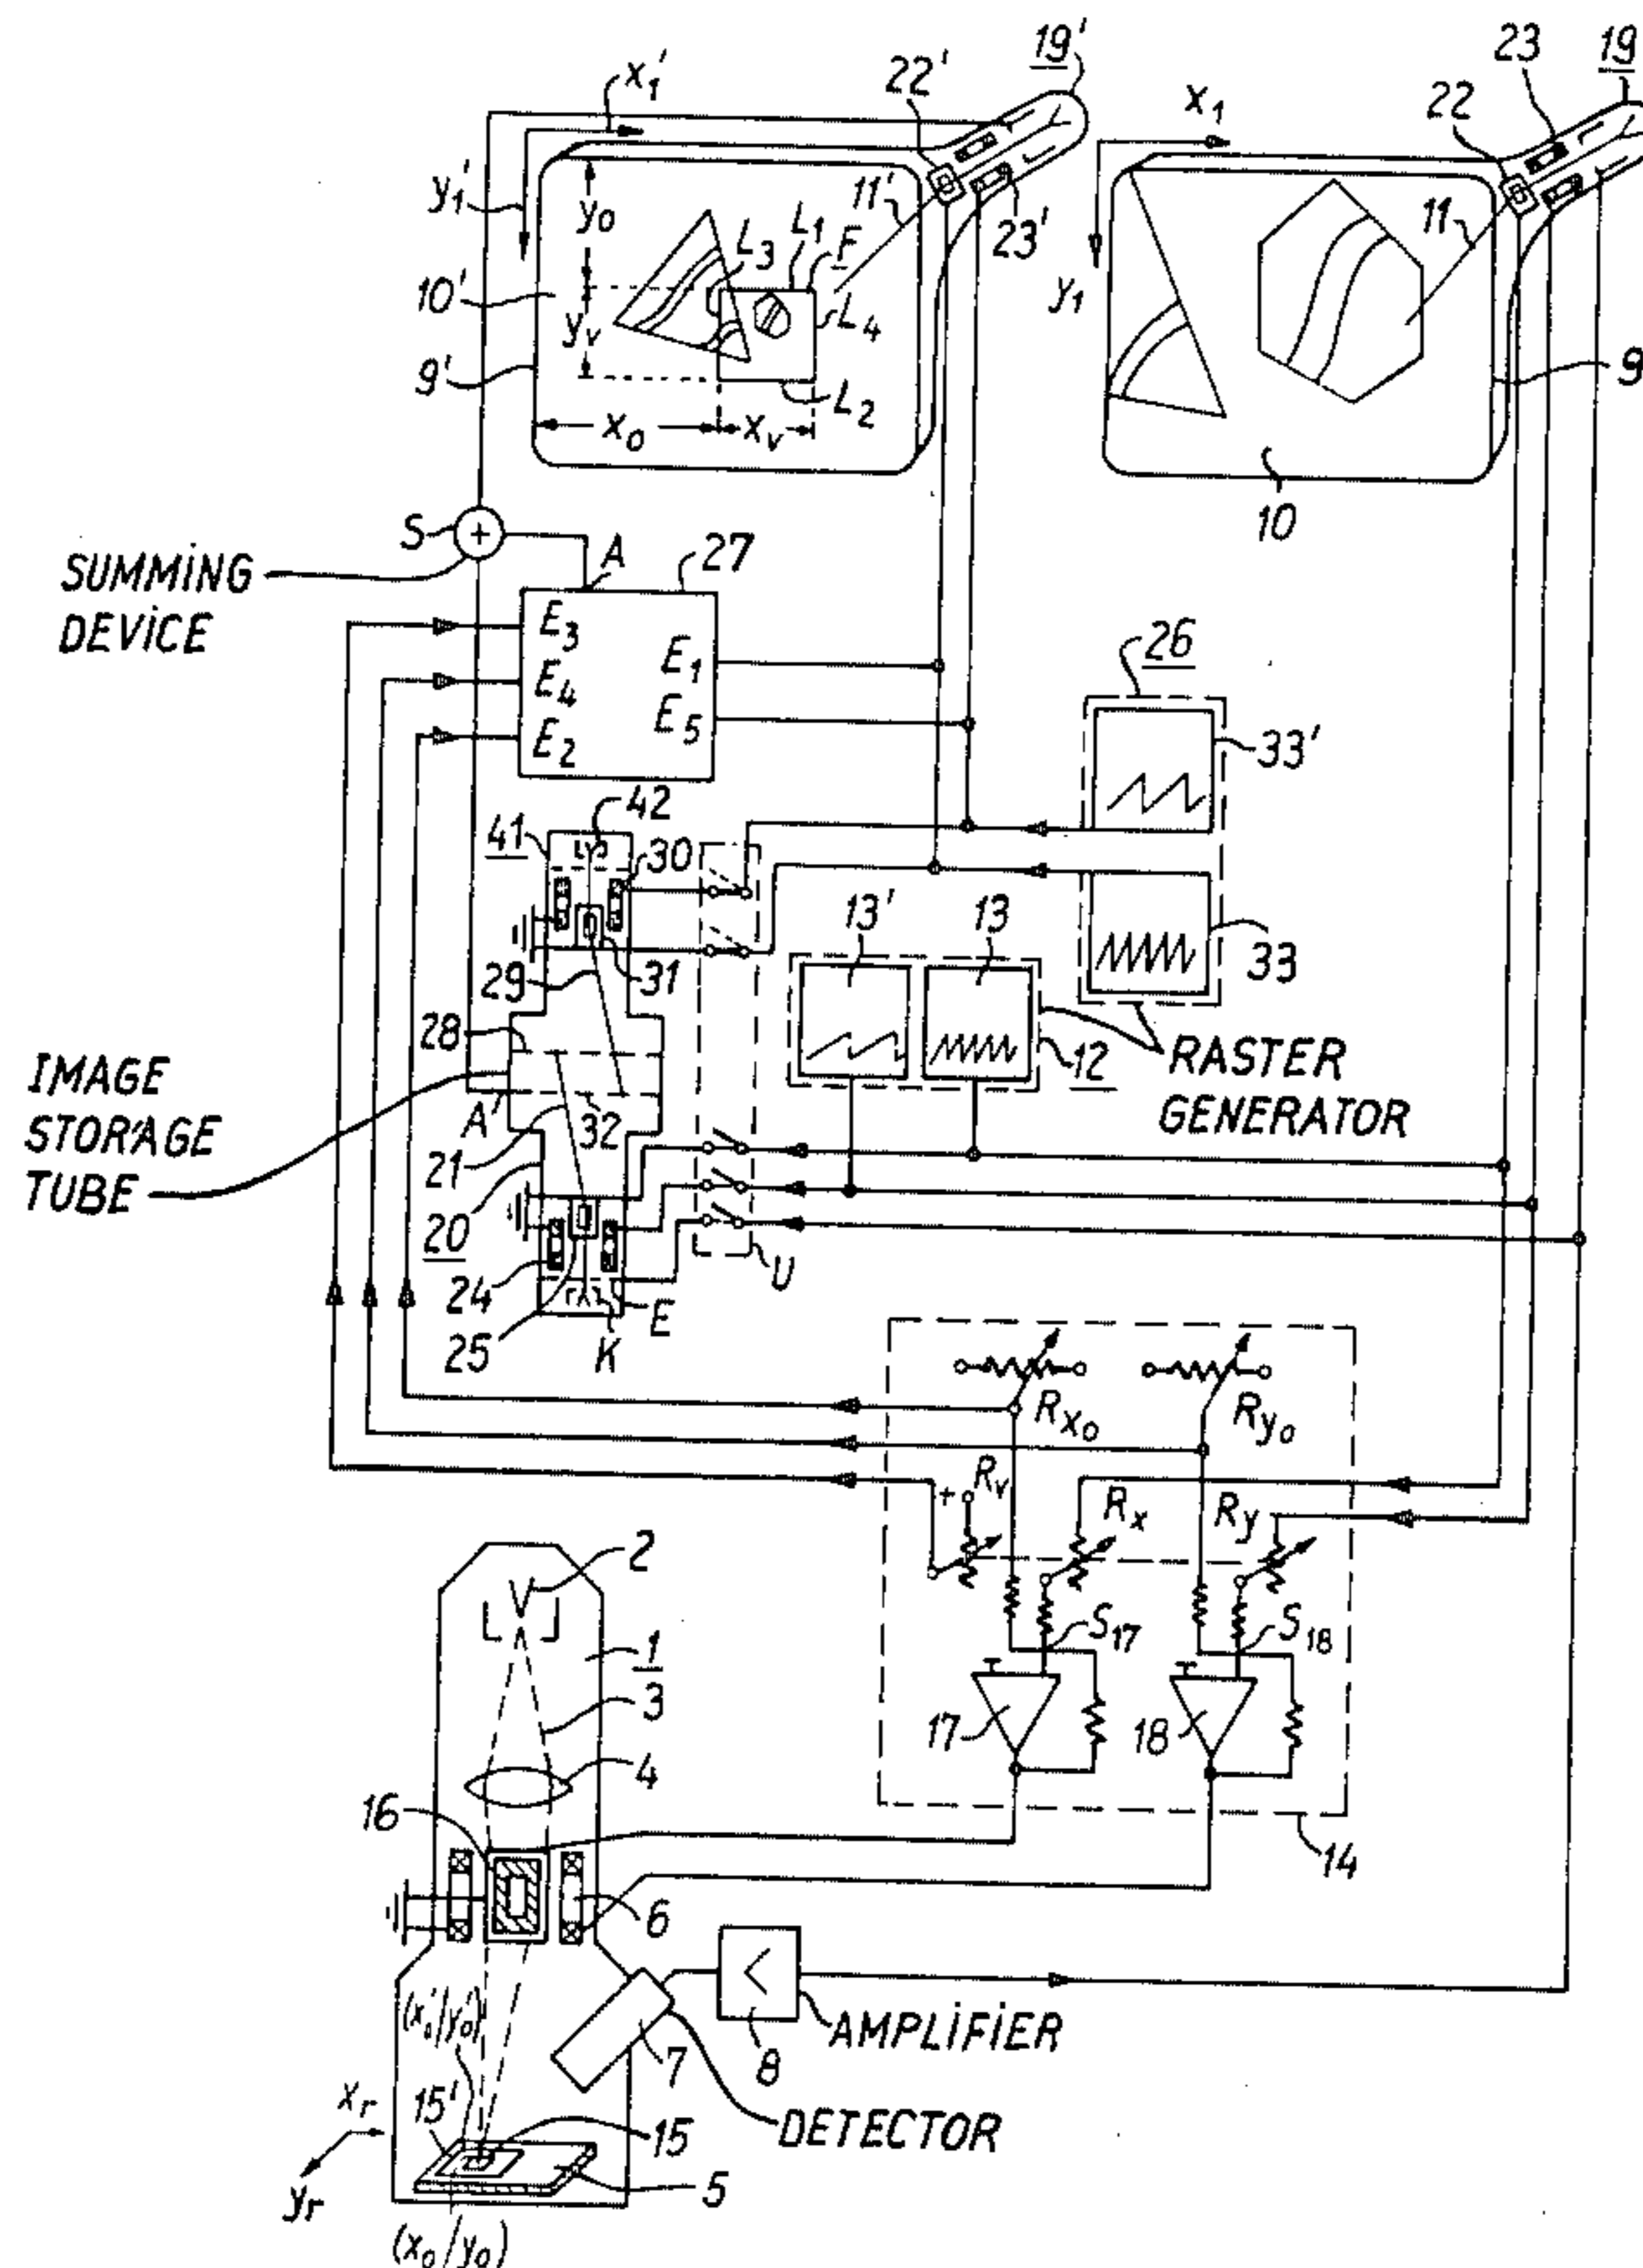 19'
23
19
22'
x₁'
22
x₁
y₁'
y₀
11'
L₁
F
L₃
23'
11
10'
y₁
yᵥ
L₄
9'
L₂
9
x₀
xᵥ
10
S
+
A
27
SUMMING
DEVICE
E₃
E₁
E₄
E₅
E₂
26
33'
42
41
30
13'
13
31
33
29
28
12
RASTER
GENERATOR
IMAGE
STORAGE
TUBE
A'
32
21
20
U
24
E
25
K
Rₓ₀
Rᵧ₀
+
Rᵥ
Rₓ
Rᵧ
2
1
S₁₇
S₁₈
3
17
18
4
16
14
6
(x₀'/y₀')
8
AMPLIFIER
7
xᵣ
15'
15
DETECTOR
5
yᵣ
(x₀/y₀)